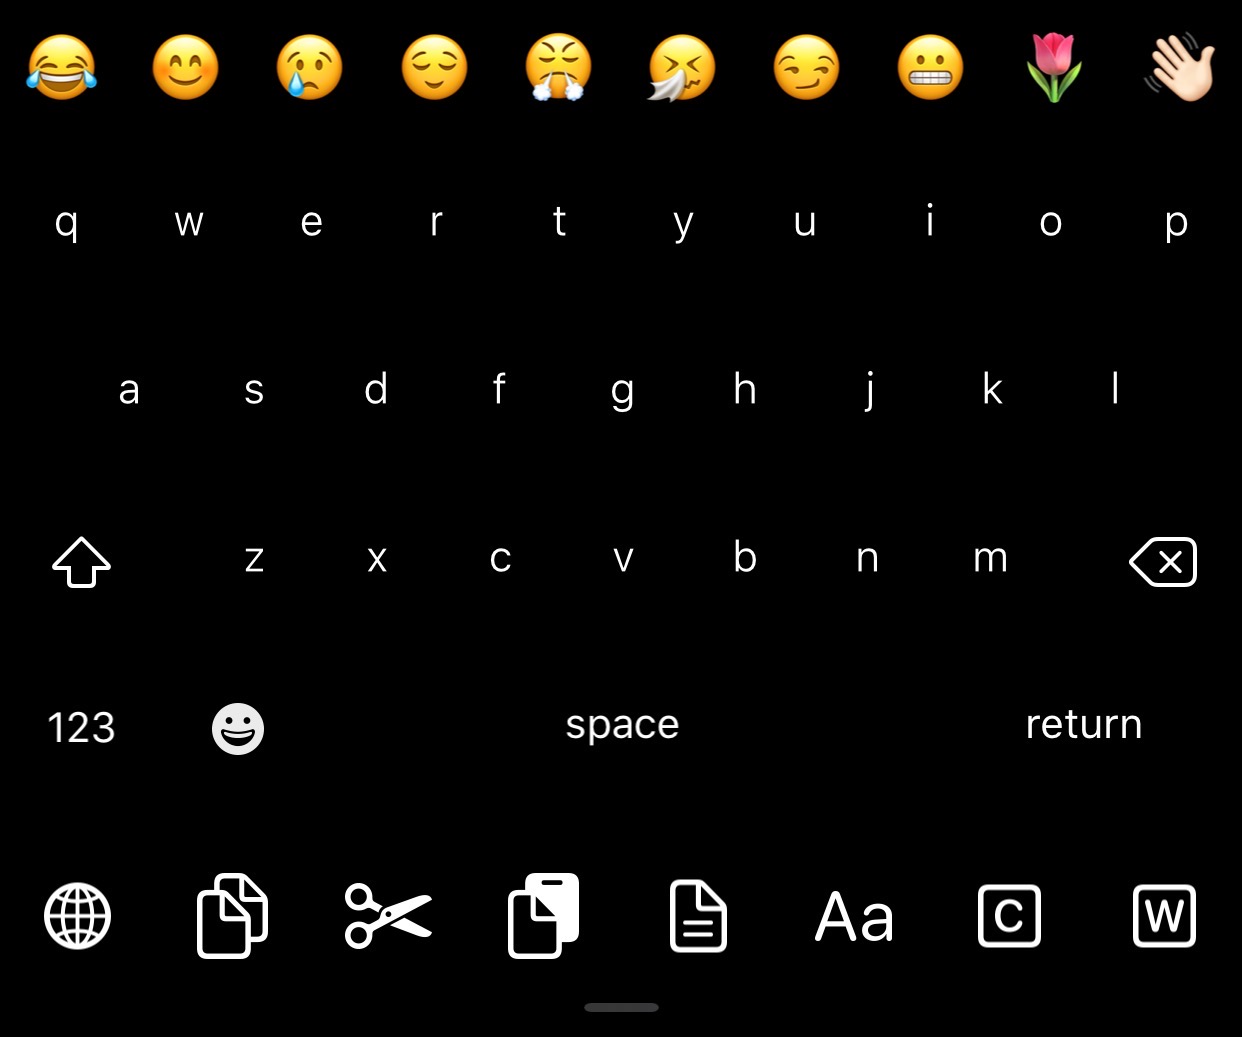 q w e r t y u i o p
a s d f g h j k l
z x c v b n m
123 space return
Aa C W